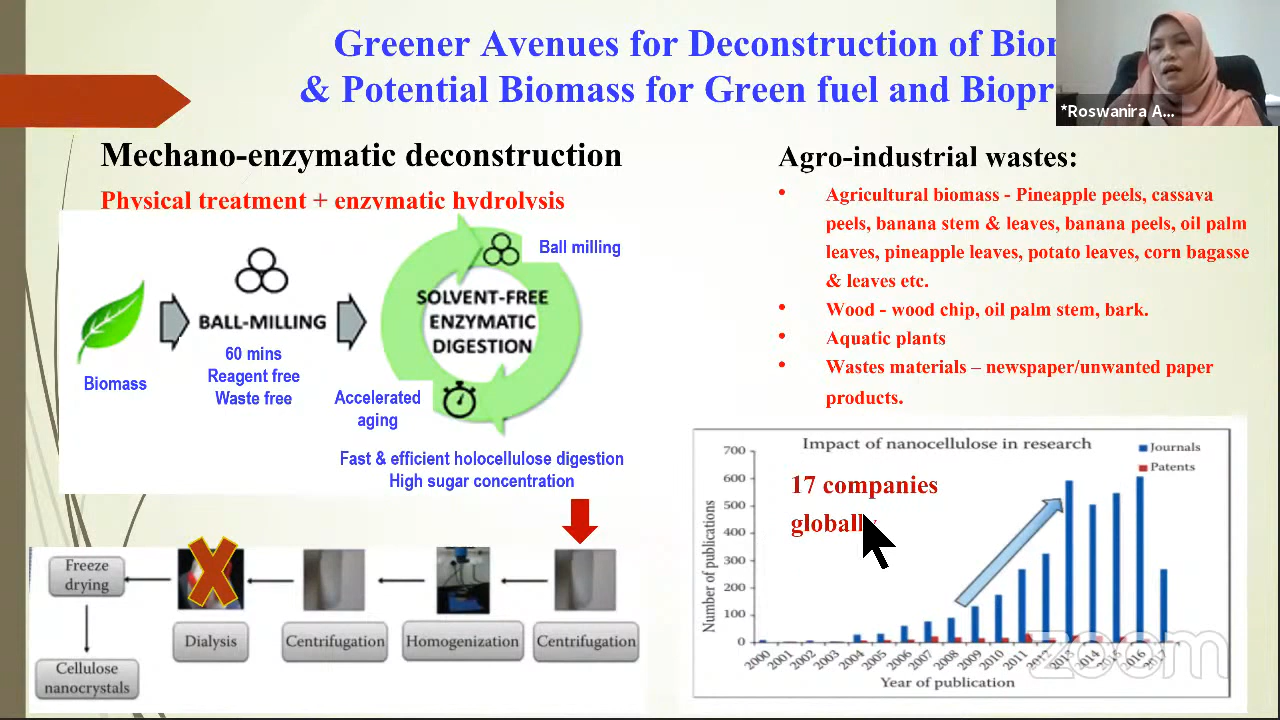 Greener Avenues for Deconstruction of
& Potential Biomass for Green fuel and
*Roswanira A...
Mechano-enzymatic deconstruction
Physical treatment + enzymatic hydrolysis
Biomass
BALL-MILLING
60 mins
Reagent free
Waste free
Ball milling
SOLVENT-FREE
ENZYMATIC
DIGESTION
Accelerated
aging
Fast & efficient holocellulose digestion
High sugar concentration
Freeze
drying
Dialysis
Centrifugation
Homogenization
Centrifugation
Cellulose
nanocrystals
Agro-industrial wastes:
• Agricultural biomass - Pineapple peels, cassava
peels, banana stem & leaves, banana peels, oil palm
leaves, pineapple leaves, potato leaves, corn bagasse
& leaves etc.
• Wood - wood chip, oil palm stem, bark.
• Aquatic plants
• Wastes materials – newspaper/unwanted paper
products.
Impact of nanocellulose in research
Journals
Patents
17 companies
globally
Number of publications
700
600
500
400
300
200
100
0
2000 2001 2002 2003 2004 2005 2006 2007 2008 2009 2010 2011 2012 2013 2014 2015 2016
Year of publication
zoom